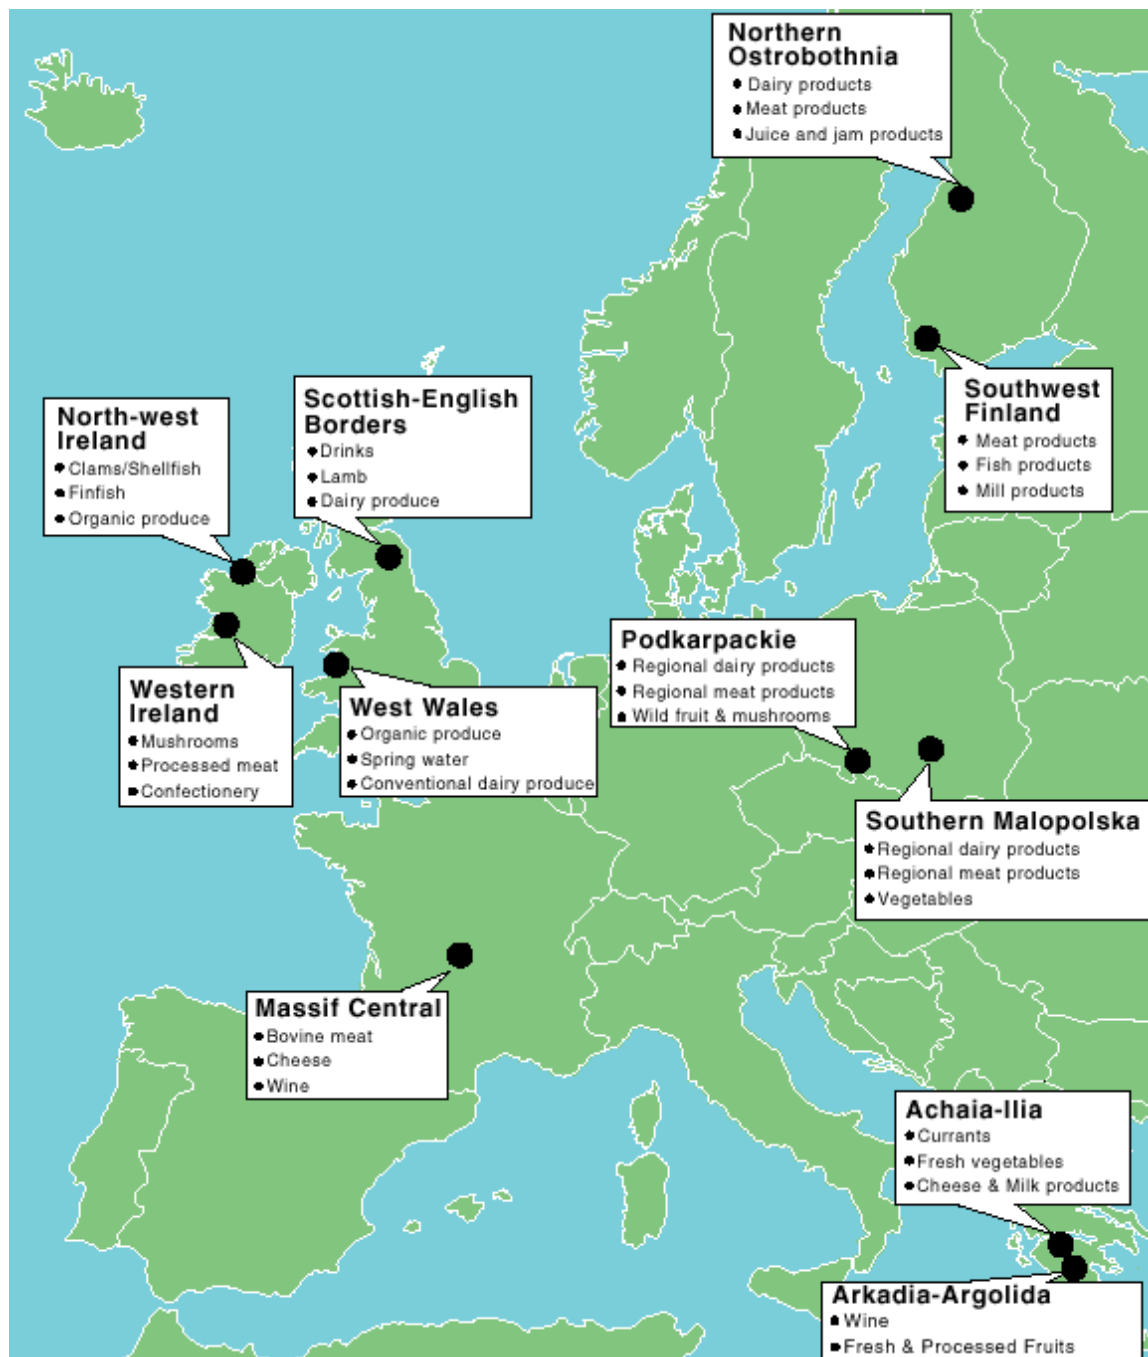 Northern
Ostrobothnia
Dairy products
Meat products
Juice and jam products
Southwest
Finland
Meat products
Fish products
Mill products
Scottish-English
Borders
Drinks
Lamb
Dairy produce
North-west
Ireland
Clams/Shellfish
Finfish
Organic produce
Western
Ireland
Mushrooms
Processed meat
Confectionery
West Wales
Organic produce
Spring water
Conventional dairy produce
Podkarpackie
Regional dairy products
Regional meat products
Wild fruit & mushrooms
Southern Malopolska
Regional dairy products
Regional meat products
Vegetables
Massif Central
Bovine meat
Cheese
Wine
Achaia-Ilia
Currants
Fresh vegetables
Cheese & Milk products
Arkadia-Argolida
Wine
Fresh & Processed Fruits